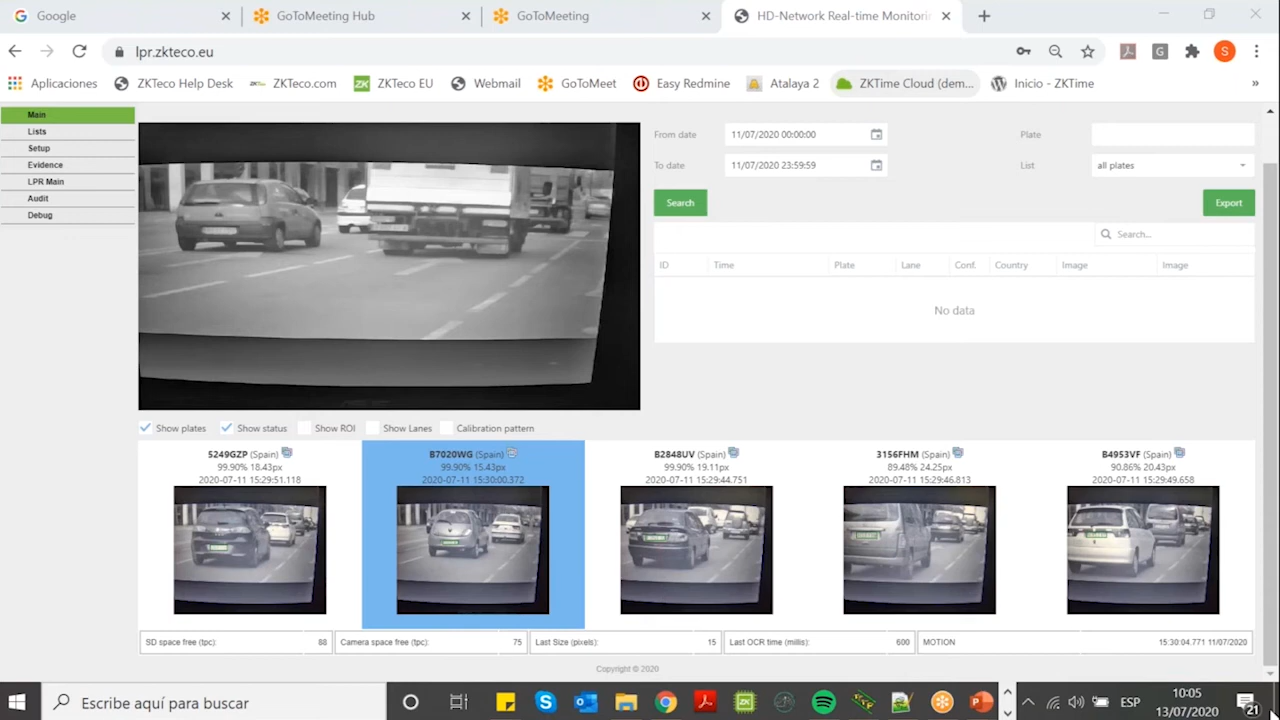 Google
GoToMeeting Hub
GoToMeeting
HD-Network Real-time Monitorin
lpr.zkteco.eu
G
S
Aplicaciones
ZKTeco Help Desk
ZKTeco.com
ZK ZKTeco EU
Webmail
GoToMeet
Easy Redmine
Atalaya 2
ZKTime Cloud (dem...
Inicio - ZKTime
»
Main
Lists
Setup
Evidence
LPR Main
Audit
Debug
From date 11/07/2020 00:00:00 Plate
To date 11/07/2020 23:59:59 List all plates
Search Export
Search...
ID Time Plate Lane Conf. Country Image Image
No data
Show plates Show status Show ROI Show Lanes Calibration pattern
5249GZP (Spain)
99.90% 18.43px
2020-07-11 15:29:51.118
B7020WG (Spain)
99.90% 15.43px
2020-07-11 15:30:00.372
B2848UV (Spain)
99.90% 19.11px
2020-07-11 15:29:44.751
3156FHM (Spain)
89.48% 24.25px
2020-07-11 15:29:46.813
B4953VF (Spain)
90.86% 20.43px
2020-07-11 15:29:49.658
SD space free (tpc): 88 Camera space free (tpc): 75 Last Size (pixels): 15 Last OCR time (millis): 600 MOTION 15:30:04.771 11/07/2020
Copyright © 2020
Escribe aquí para buscar
ESP
10:05
13/07/2020
21